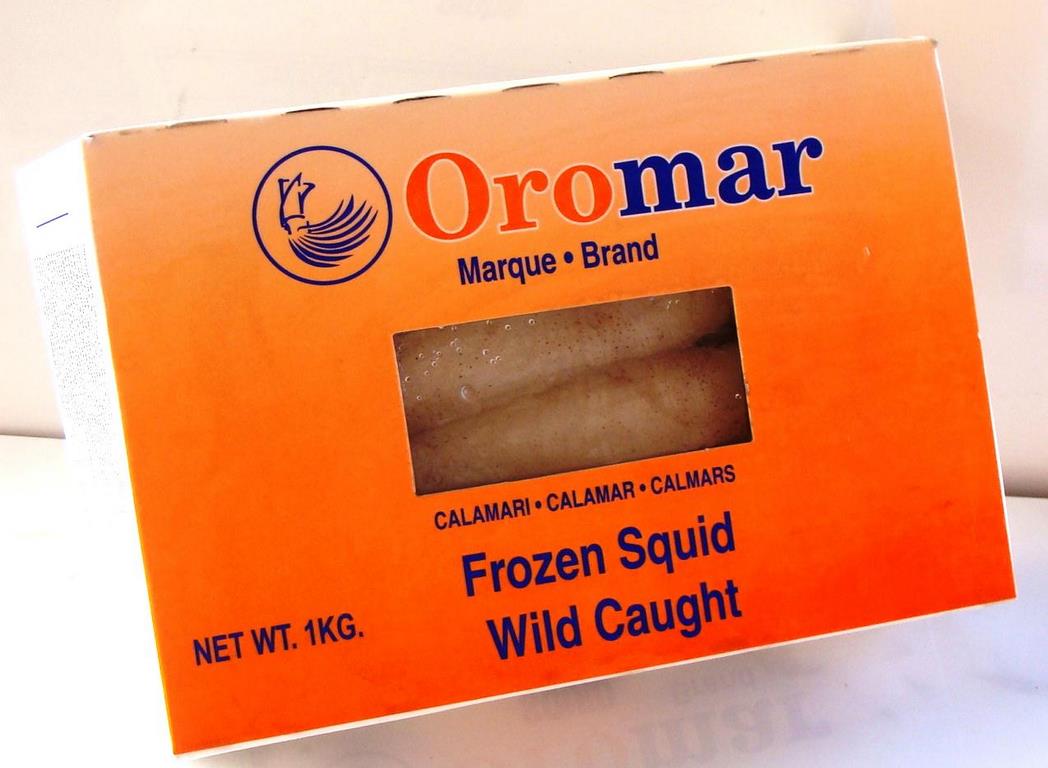 Oromar
Marque • Brand
CALAMARI • CALAMAR • CALMARS
Frozen Squid
Wild Caught
NET WT. 1KG.